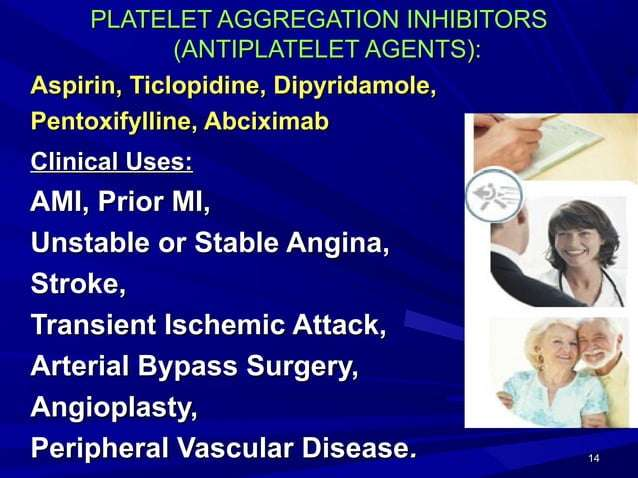 PLATELET AGGREGATION INHIBITORS
(ANTIPLATELET AGENTS):
Aspirin, Ticlopidine, Dipyridamole,
Pentoxifylline, Abciximab
Clinical Uses:
AMI, Prior MI,
Unstable or Stable Angina,
Stroke,
Transient Ischemic Attack,
Arterial Bypass Surgery,
Angioplasty,
Peripheral Vascular Disease.
14